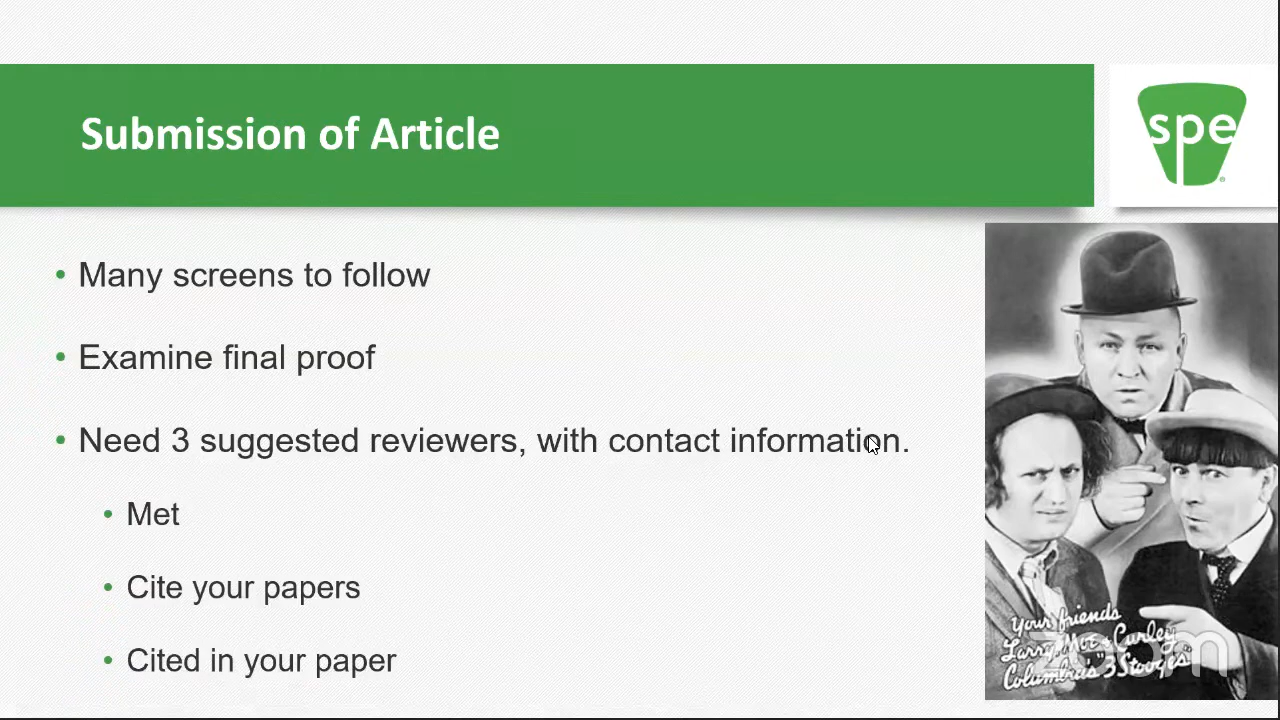 Submission of Article
spe
Many screens to follow
Examine final proof
Need 3 suggested reviewers, with contact information.
Met
Cite your papers
Cited in your paper
Your friends
Larry, Moe & Curley
Columbia's "3 Stooges"
zoom